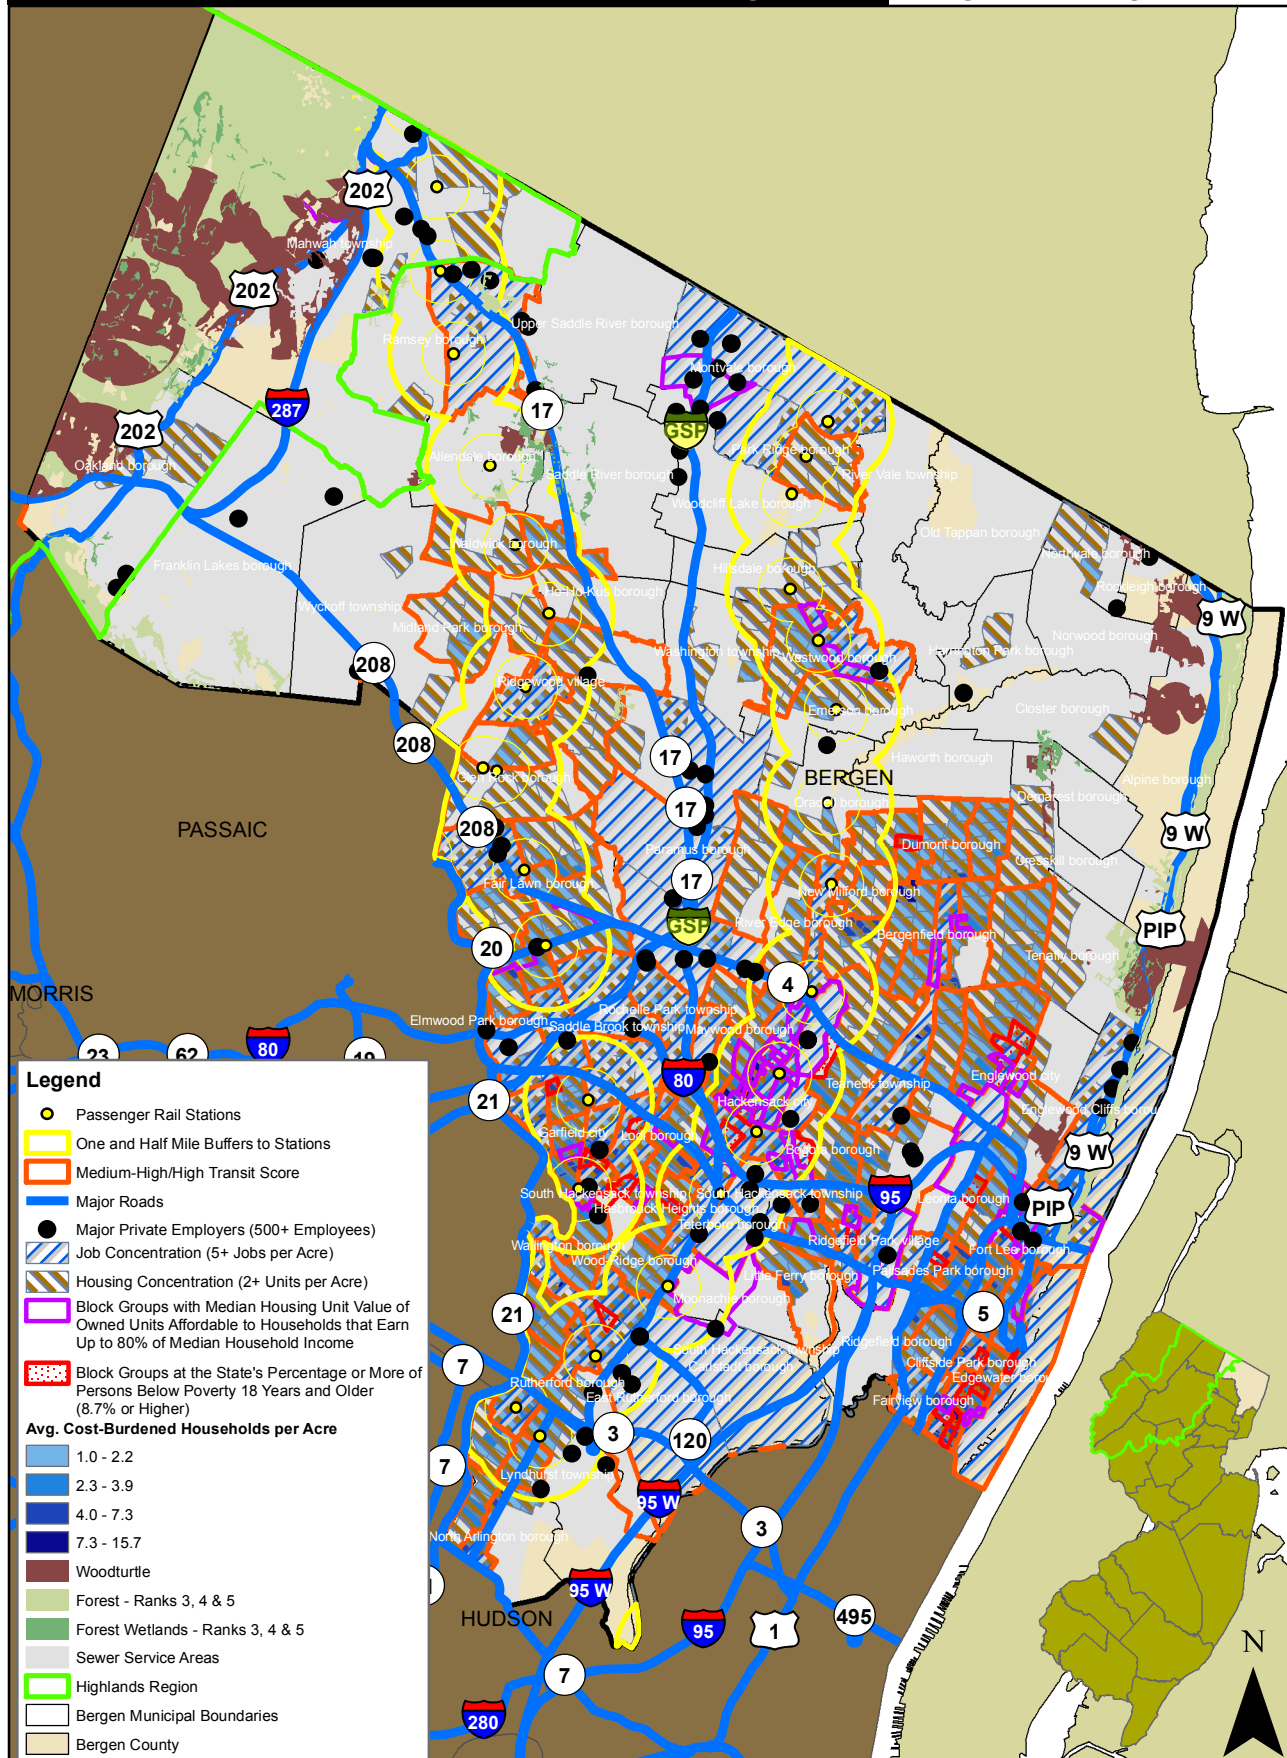 202
Mahwah township
202
Upper Saddle River borough
Ramsey borough
Montvale borough
287
17
202
GSP
Park Ridge borough
Allendale borough
Oakland borough
Saddle River borough
River Vale township
Woodcliff Lake borough
Old Tappan borough
Waldwick borough
Northvale borough
Franklin Lakes borough
Hillsdale borough
Rockleigh borough
Ho-Ho-Kus borough
Wyckoff township
9 W
Midland Park borough
Norwood borough
Washington township
Harrington Park borough
Westwood borough
208
Ridgewood village
Closter borough
Emerson borough
208
17
Haworth borough
Glen Rock borough
BERGEN
Alpine borough
Demarest borough
Oradell borough
17
208
PASSAIC
9 W
Dumont borough
Paramus borough
Cresskill borough
17
Fair Lawn borough
New Milford borough
GSP
River Edge borough
PIP
20
Bergenfield borough
Tenafly borough
4
MORRIS
Rochelle Park township
Elmwood Park borough
Saddle Brook township
Maywood borough
23
62
80
19
80
Englewood city
Teaneck township
21
Hackensack city
Englewood Cliffs borou
Garfield city
Lodi borough
Bogota borough
9 W
South Hackensack township
South Hackensack township
95
Leonia borough
PIP
Hasbrouck Heights borough
Teterboro borough
Ridgefield Park village
Fort Lee borough
Wallington borough
Wood-Ridge borough
Little Ferry borough
Palisades Park borough
Moonachie borough
21
5
South Hackensack township
Ridgefield borough
7
Carlstadt borough
Cliffside Park borough
Edgewater boro
Rutherford borough
East Rutherford borough
Fairview borough
3
120
7
Lyndhurst township
95 W
3
North Arlington borough
95 W
HUDSON
95
1
495
7
280
N
Legend
Passenger Rail Stations
One and Half Mile Buffers to Stations
Medium-High/High Transit Score
Major Roads
Major Private Employers (500+ Employees)
Job Concentration (5+ Jobs per Acre)
Housing Concentration (2+ Units per Acre)
Block Groups with Median Housing Unit Value of
Owned Units Affordable to Households that Earn
Up to 80% of Median Household Income
Block Groups at the State's Percentage or More of
Persons Below Poverty 18 Years and Older
(8.7% or Higher)
Avg. Cost-Burdened Households per Acre
1.0 - 2.2
2.3 - 3.9
4.0 - 7.3
7.3 - 15.7
Woodturtle
Forest - Ranks 3, 4 & 5
Forest Wetlands - Ranks 3, 4 & 5
Sewer Service Areas
Highlands Region
Bergen Municipal Boundaries
Bergen County